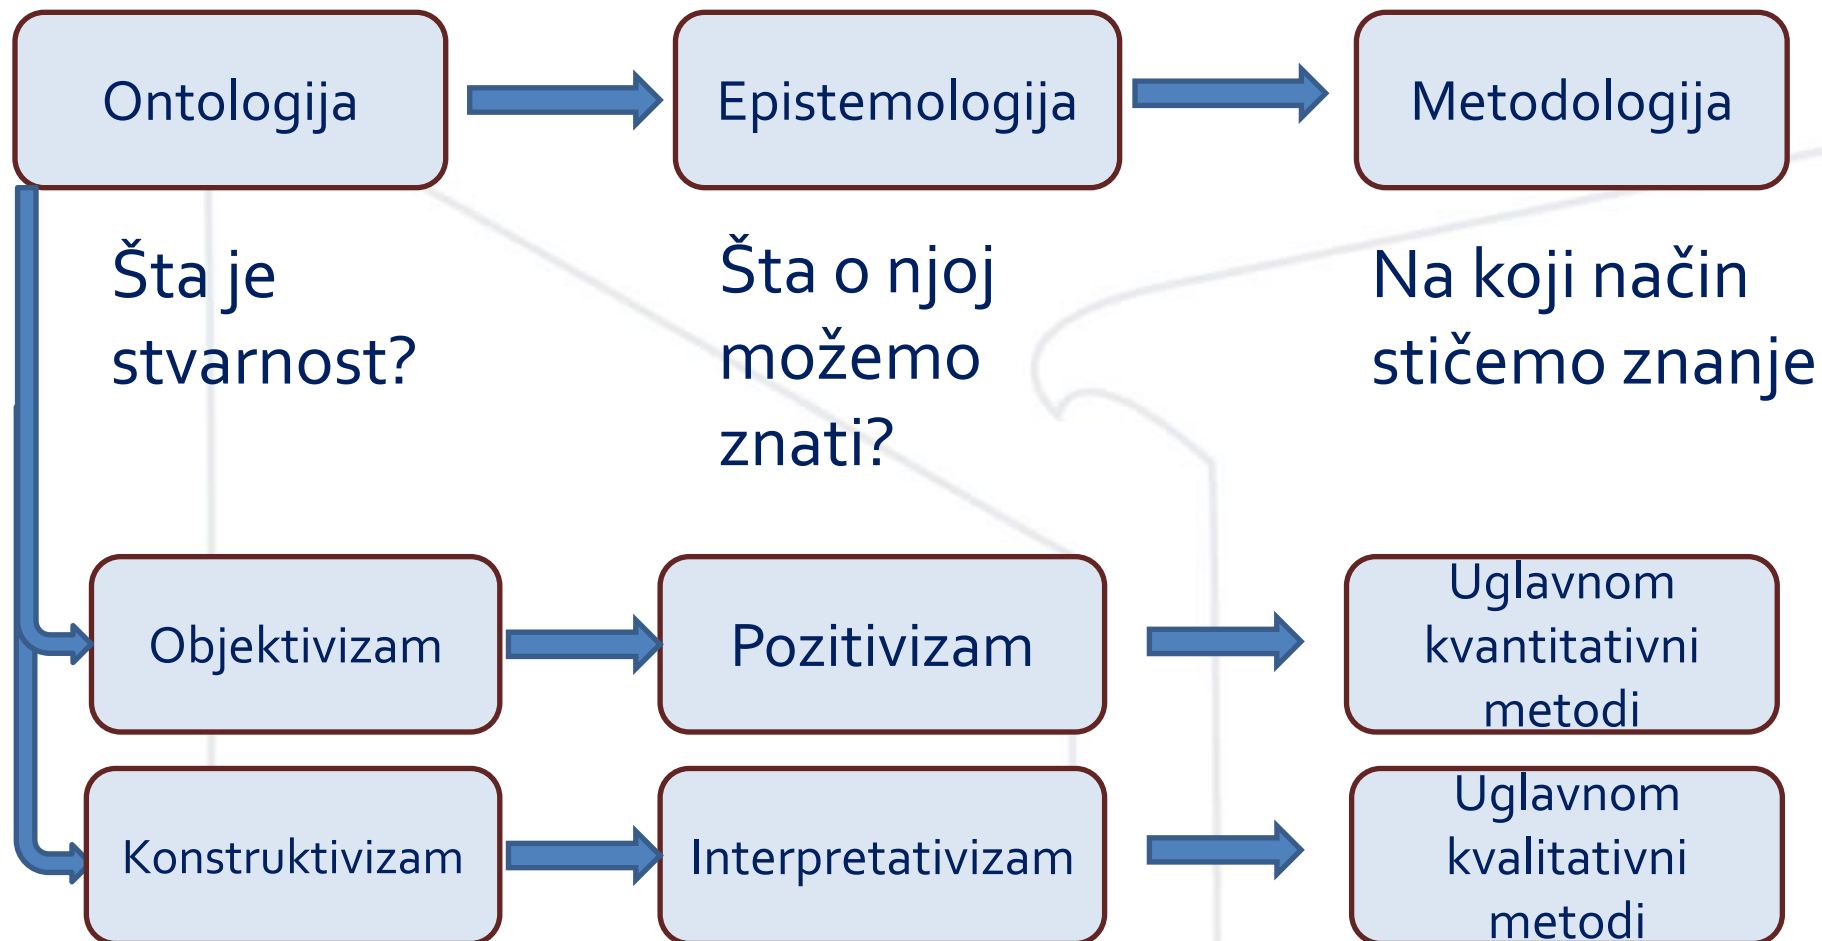 Ontologija
Epistemologija
Metodologija
Šta je
stvarnost?
Šta o njoj
možemo
znati?
Na koji način
stičemo znanje
Objektivizam
Pozitivizam
Uglavnom
kvantitativni
metodi
Konstruktivizam
Interpretativizam
Uglavnom
kvalitativni
metodi